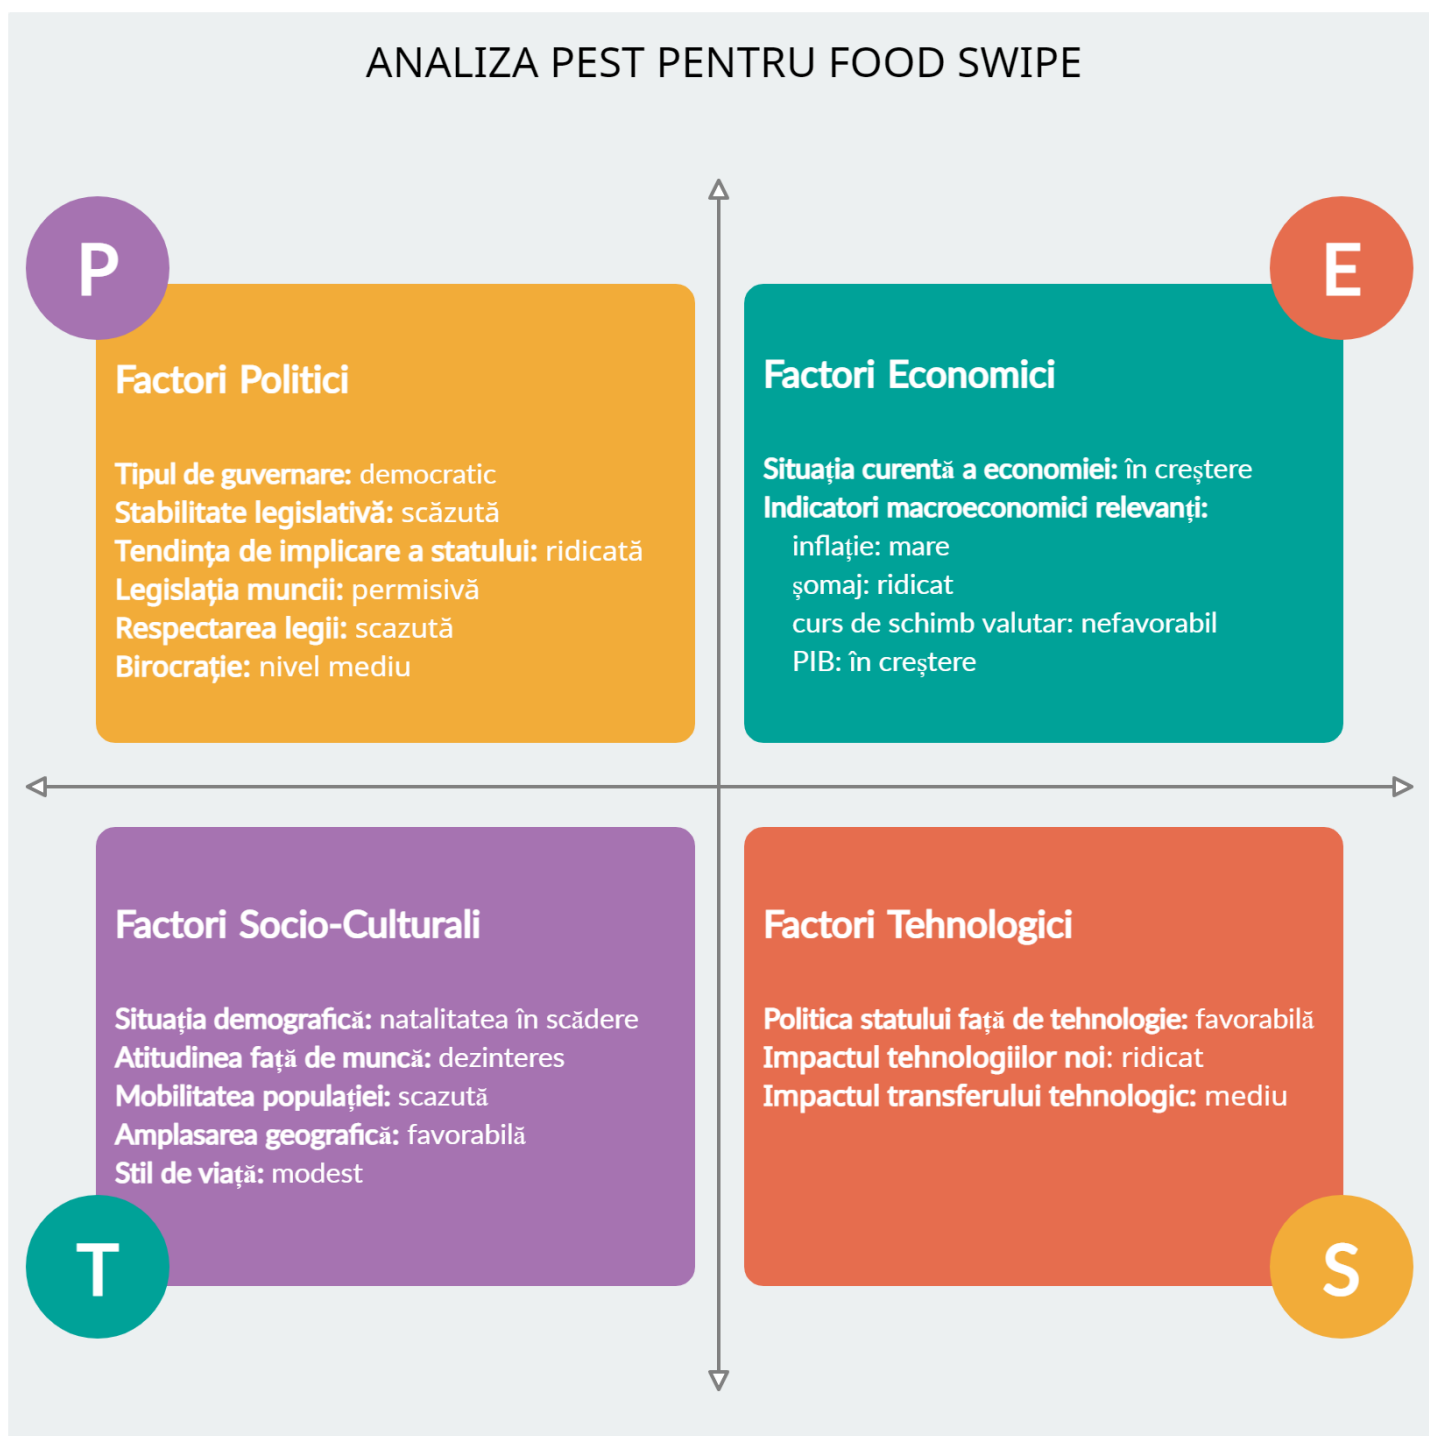 ANALIZA PEST PENTRU FOOD SWIPE
P
Factori Politici
Tipul de guvernare: democratic
Stabilitate legislativă: scăzută
Tendința de implicare a statului: ridicată
Legislația muncii: permisivă
Respectarea legii: scazută
Birocrație: nivel mediu
E
Factori Economici
Situația curentă a economiei: în creștere
Indicatori macroeconomici relevanți:
inflație: mare
șomaj: ridicat
curs de schimb valutar: nefavorabil
PIB: în creștere
Factori Socio-Culturali
Situația demografică: natalitatea în scădere
Atitudinea față de muncă: dezinteres
Mobilitatea populației: scazută
Amplasarea geografică: favorabilă
Stil de viață: modest
T
Factori Tehnologici
Politica statului față de tehnologie: favorabilă
Impactul tehnologiilor noi: ridicat
Impactul transferului tehnologic: mediu
S